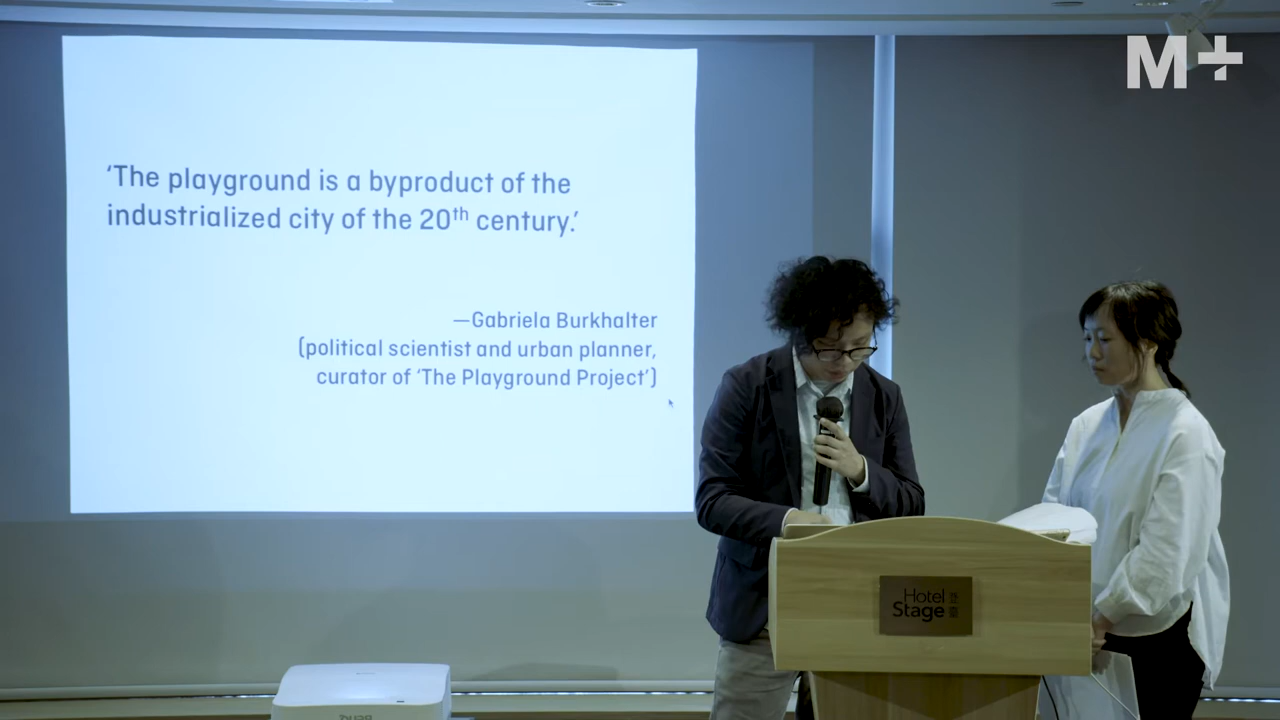 M+
‘The playground is a byproduct of the
industrialized city of the 20th century.’
—Gabriela Burkhalter
(political scientist and urban planner,
curator of ‘The Playground Project’)
Hotel
Stage
BenQ